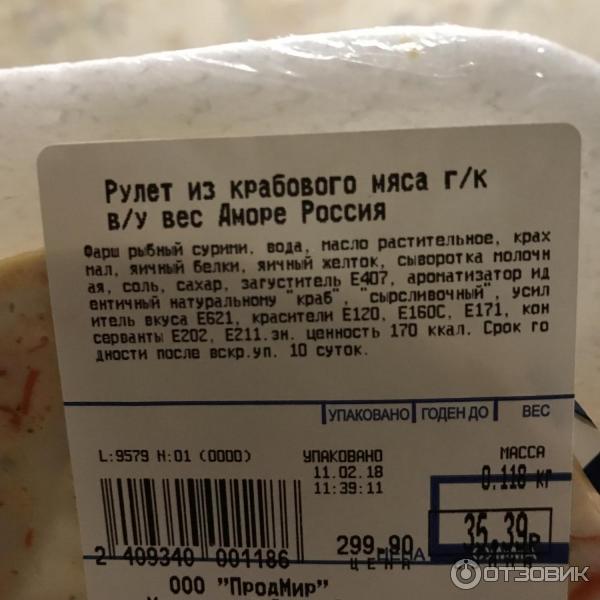 Рулет из крабового мяса г/к
в/у вес Аморе Россия
Фарш рыбный сурими, вода, масло растительное, крах
мал, яичный белки, яичный желток, сыворотка молочн
ая, соль, сахар, загуститель Е407, ароматизатор ид
ентичный натуральному "краб", "сырсливочный", усил
итель вкуса Е621, красители Е120, Е160С, Е171, кон
серванты Е202, Е211.эн. ценность 170 ккал. Срок го
дности после вскр.уп. 10 суток.
УПАКОВАНО ГОДЕН ДО ВЕС
L:9579 N:01 (0000) УПАКОВАНО МАССА
11.02.18 0.118 кг
11:39:11
299.90 ЦЕНА 35.39
ЦЕНА
2 409340 001186
ООО "ПродМир"
ОТЗОВИК